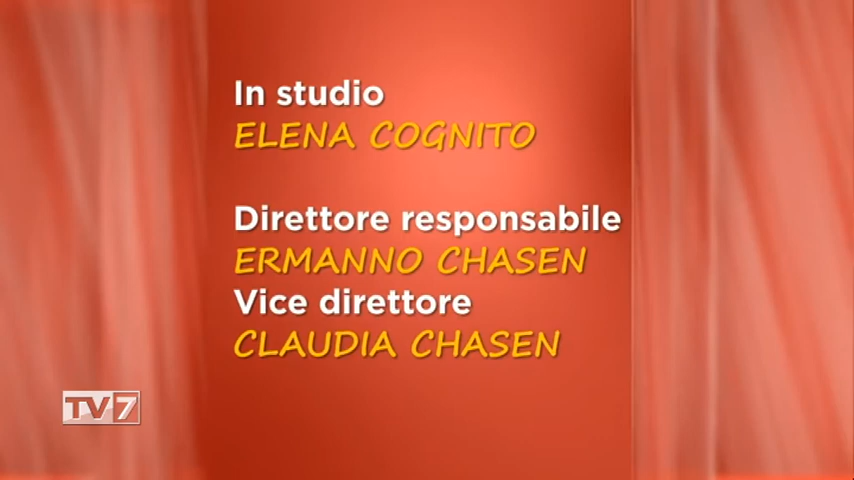 In studio
ELENA COGNITO
Direttore responsabile
ERMANNO CHASEN
Vice direttore
CLAUDIA CHASEN
TV7